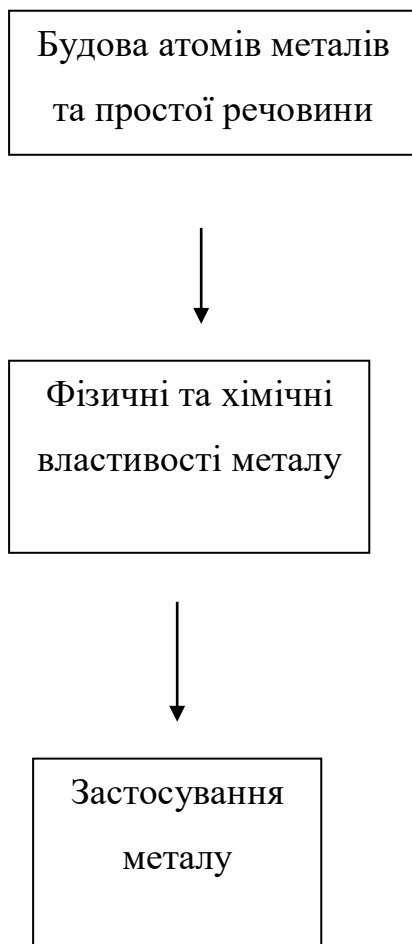 Будова атомів металів
та простої речовини
Фізичні та хімічні
властивості металу
Застосування
металу